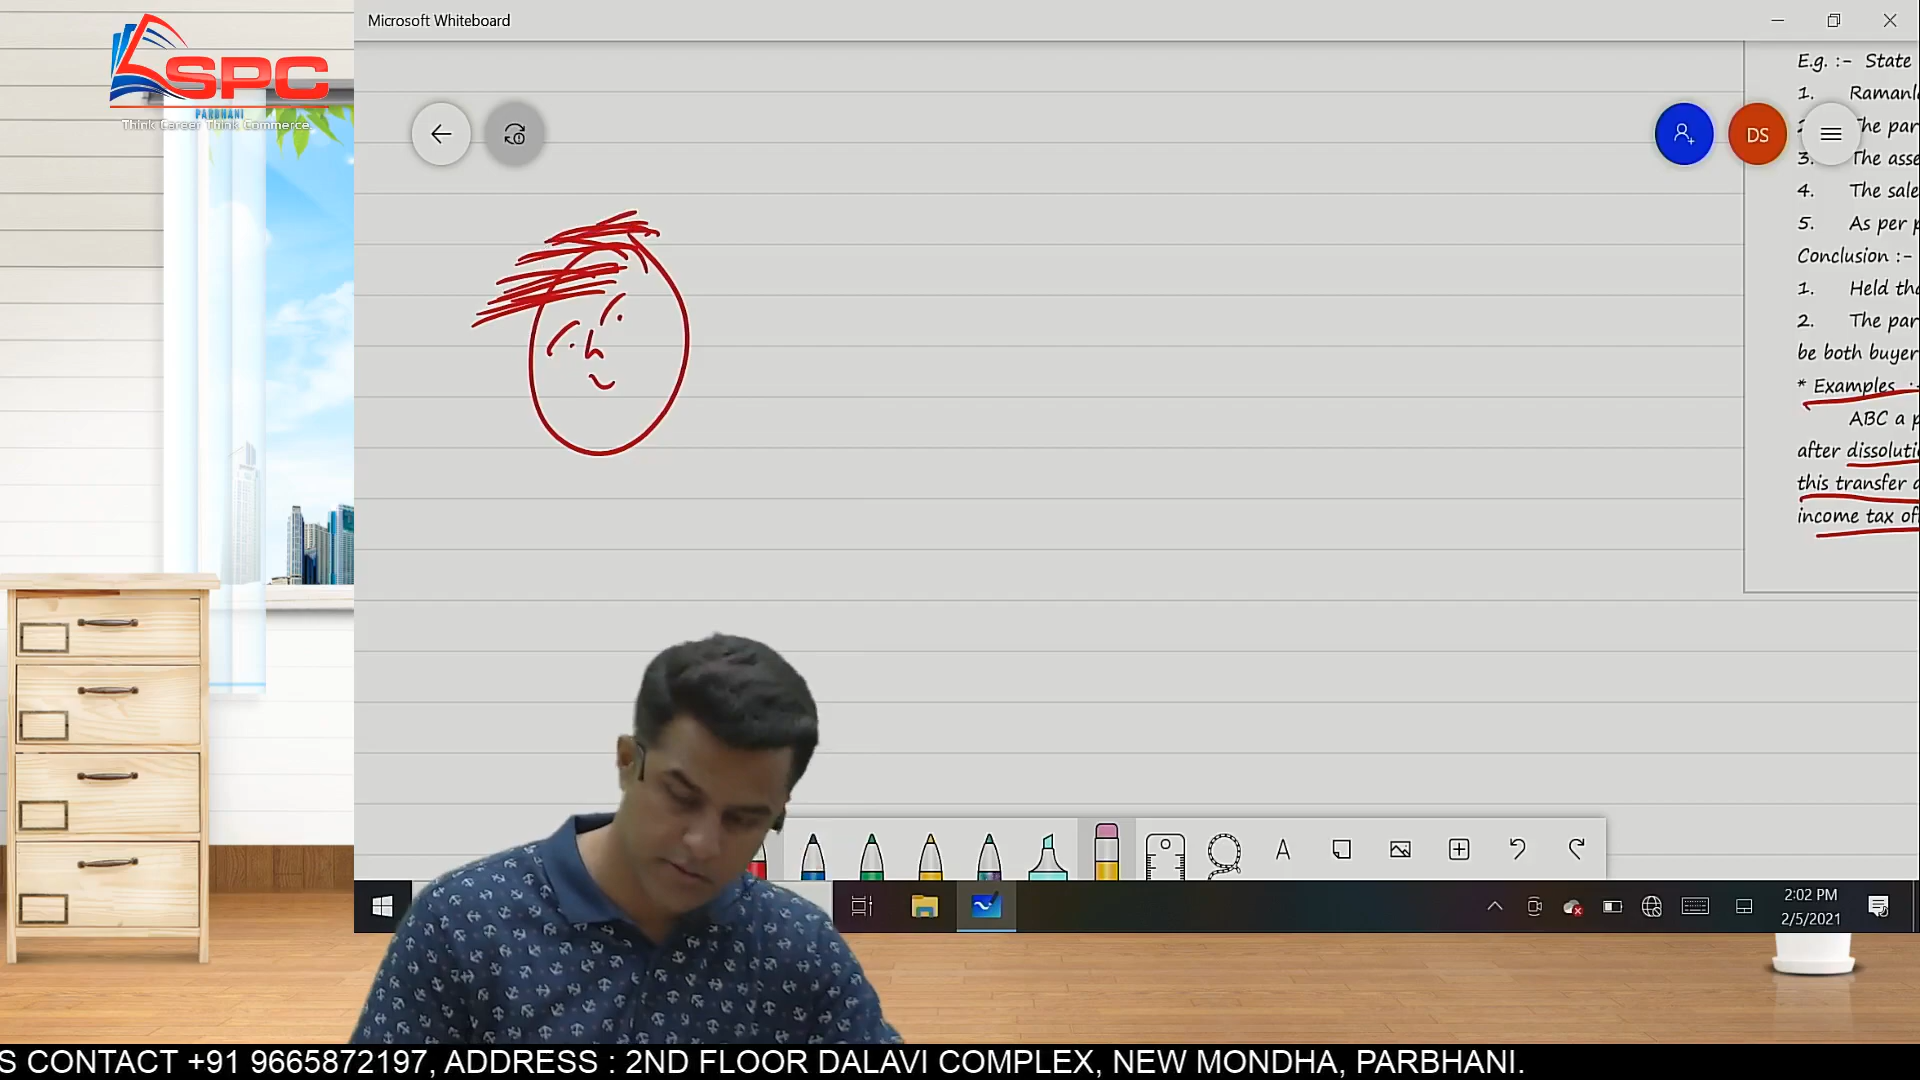 Microsoft Whiteboard
SPC
PARBHANI
Think Career Think Commerce.
DS
E.g. :- State
1. Ramanl
The par
3. The asse
4. The sale
5. As per p
Conclusion :-
1. Held tha
2. The par
be both buyer
* Examples :-
ABC a p
after dissoluti
this transfer
income tax of
2:02 PM
2/5/2021
S CONTACT +91 9665872197, ADDRESS : 2ND FLOOR DALAVI COMPLEX, NEW MONDHA, PARBHANI.